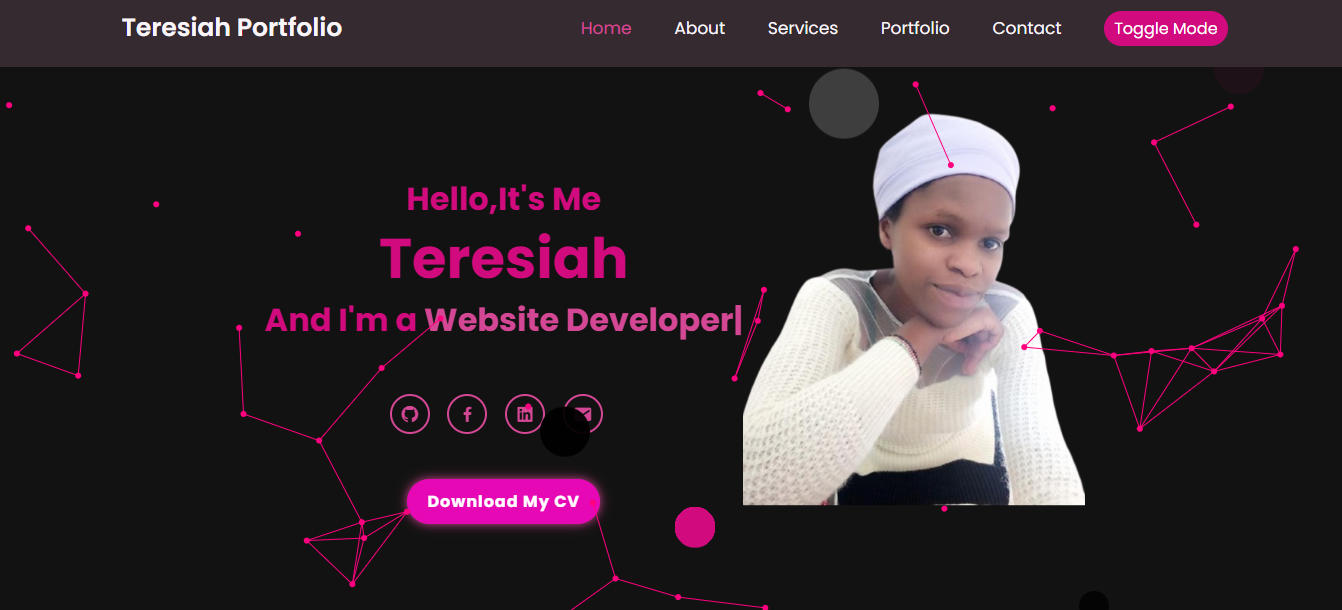 Teresiah Portfolio
Home About Services Portfolio Contact Toggle Mode
Hello,It's Me
Teresiah
And I'm a Website Developer|
Download My CV